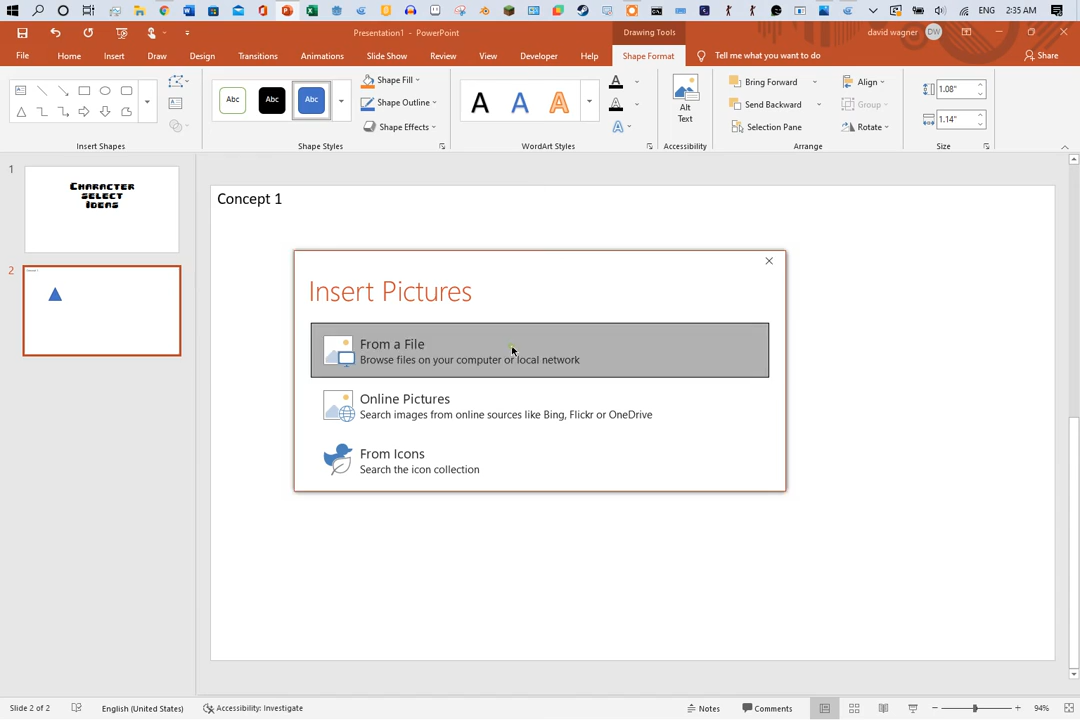 ENG 2:35 AM
Presentation1 - PowerPoint
Drawing Tools
david wagner DW
File Home Insert Draw Design Transitions Animations Slide Show Review View Developer Help Shape Format Tell me what you want to do Share
Abc Abc Abc
Shape Fill
Shape Outline
Shape Effects
A A A
A
A
A
Alt
Text
Bring Forward
Send Backward
Selection Pane
Align
Group
Rotate
1.08"
1.14"
Insert Shapes Shape Styles WordArt Styles Accessibility Arrange Size
1
Character
select
ideas
2
Concept 1
Insert Pictures
From a File
Browse files on your computer or local network
Online Pictures
Search images from online sources like Bing, Flickr or OneDrive
From Icons
Search the icon collection
Slide 2 of 2 English (United States) Accessibility: Investigate Notes Comments 94%